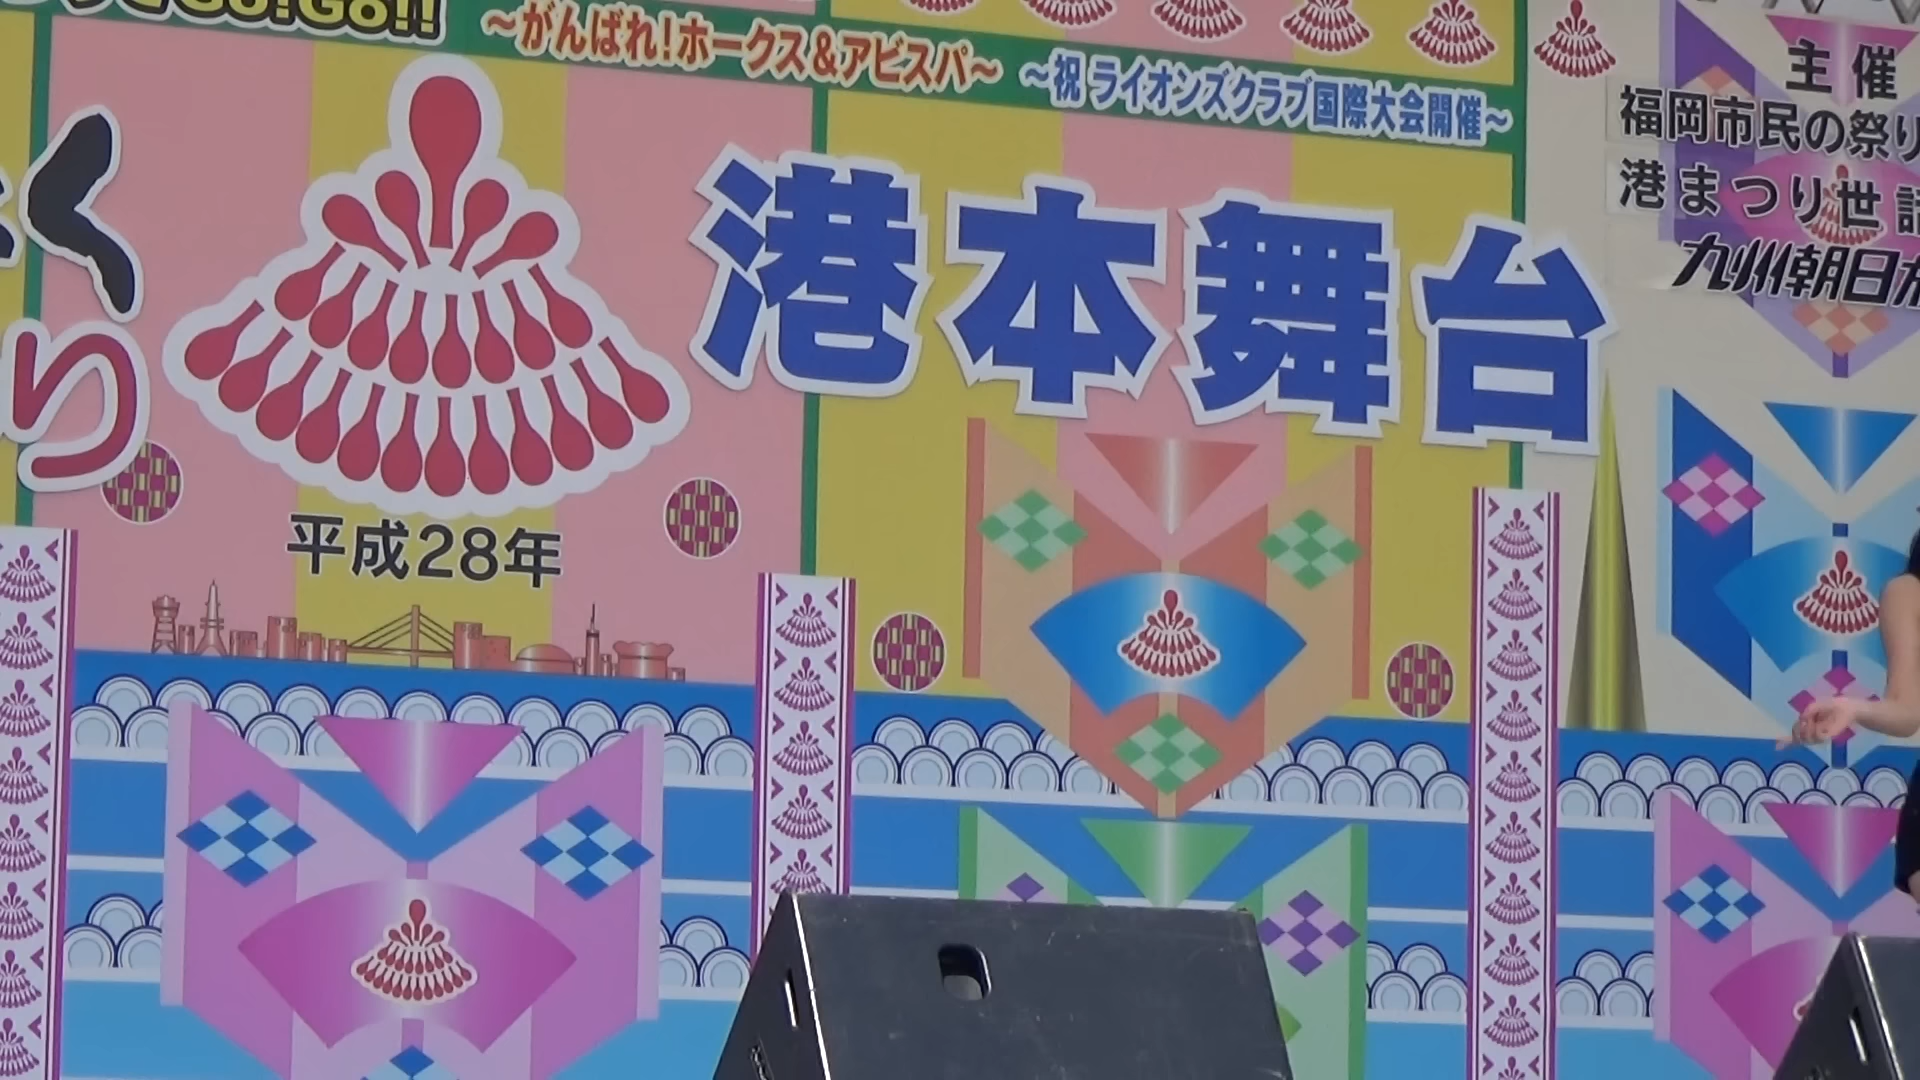 Go!Go!!
～がんばれ！ホークス＆アビスパ～
～祝 ライオンズクラブ国際大会開催～
港本舞台
平成28年
主催
福岡市民の祭り
港まつり世話
九州朝日